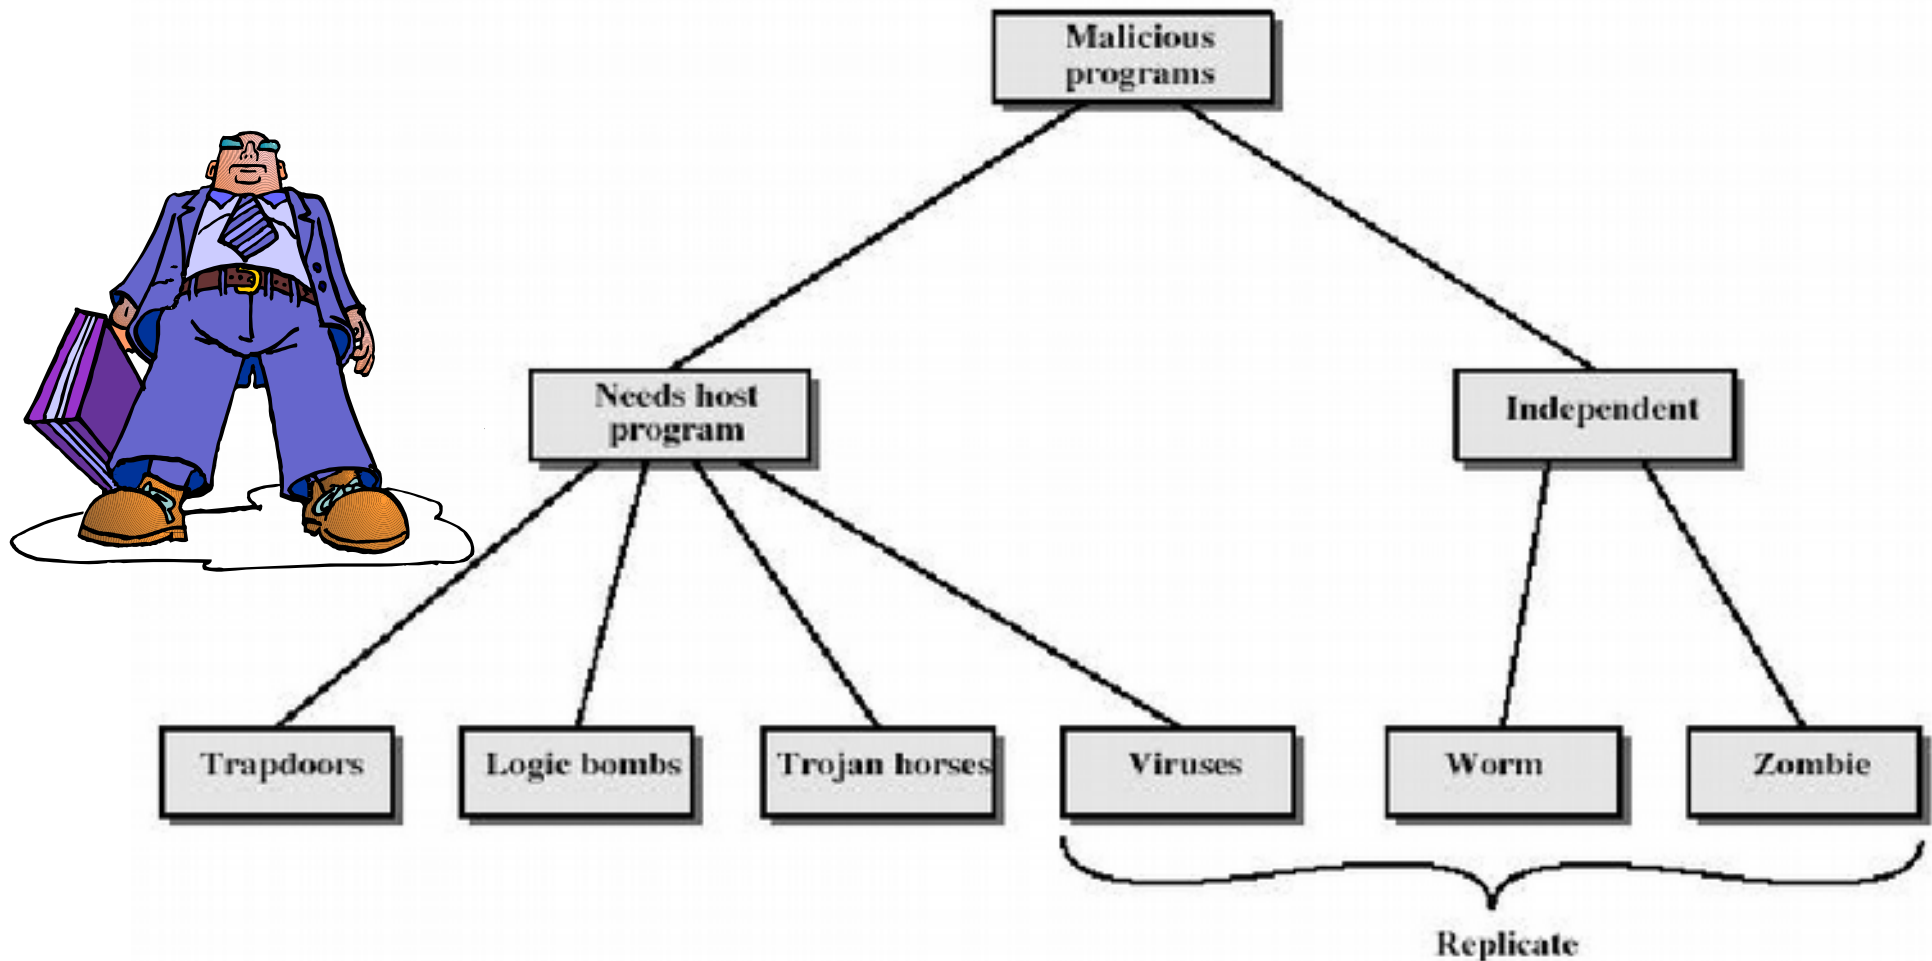 Malicious
programs
Needs host
program
Independent
Trapdoors
Logic bombs
Trojan horses
Viruses
Worm
Zombie
Replicate